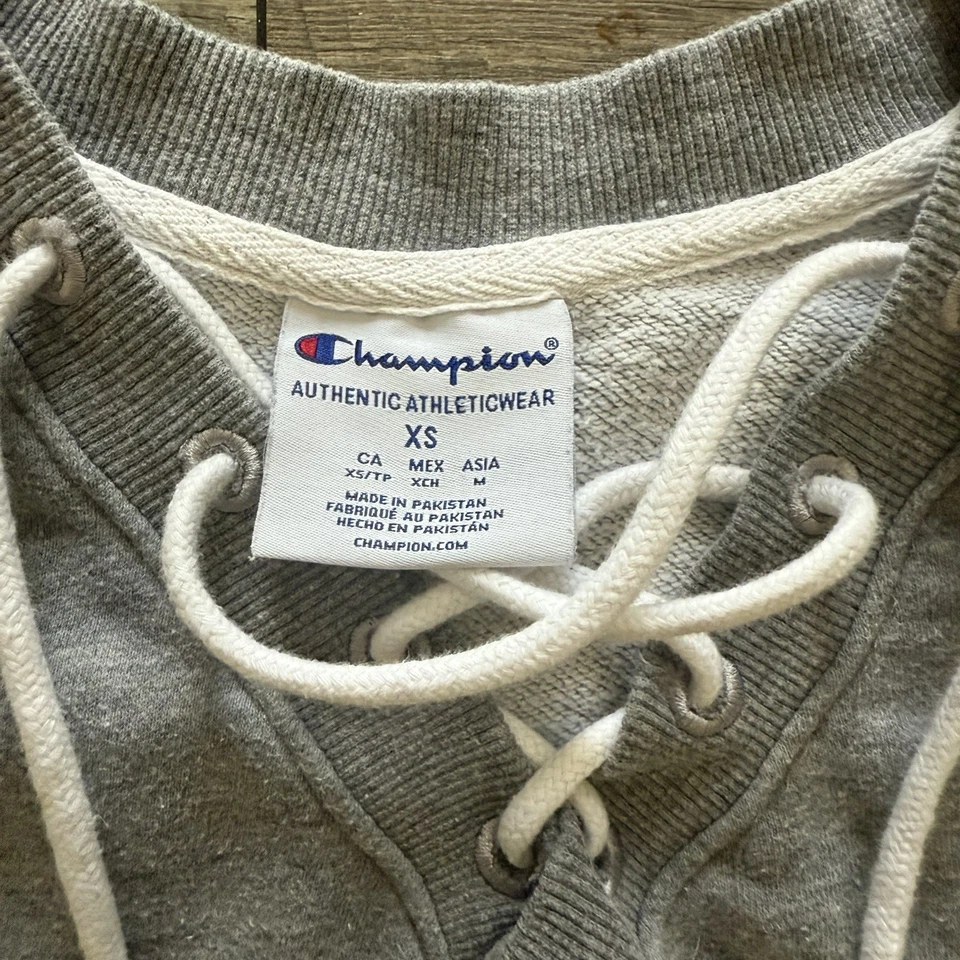 Champion®
AUTHENTIC ATHLETICWEAR
XS
CA MEX ASIA
XS/TP XCH M
MADE IN PAKISTAN
FABRIQUÉ AU PAKISTAN
HECHO EN PAKISTÁN
CHAMPION.COM